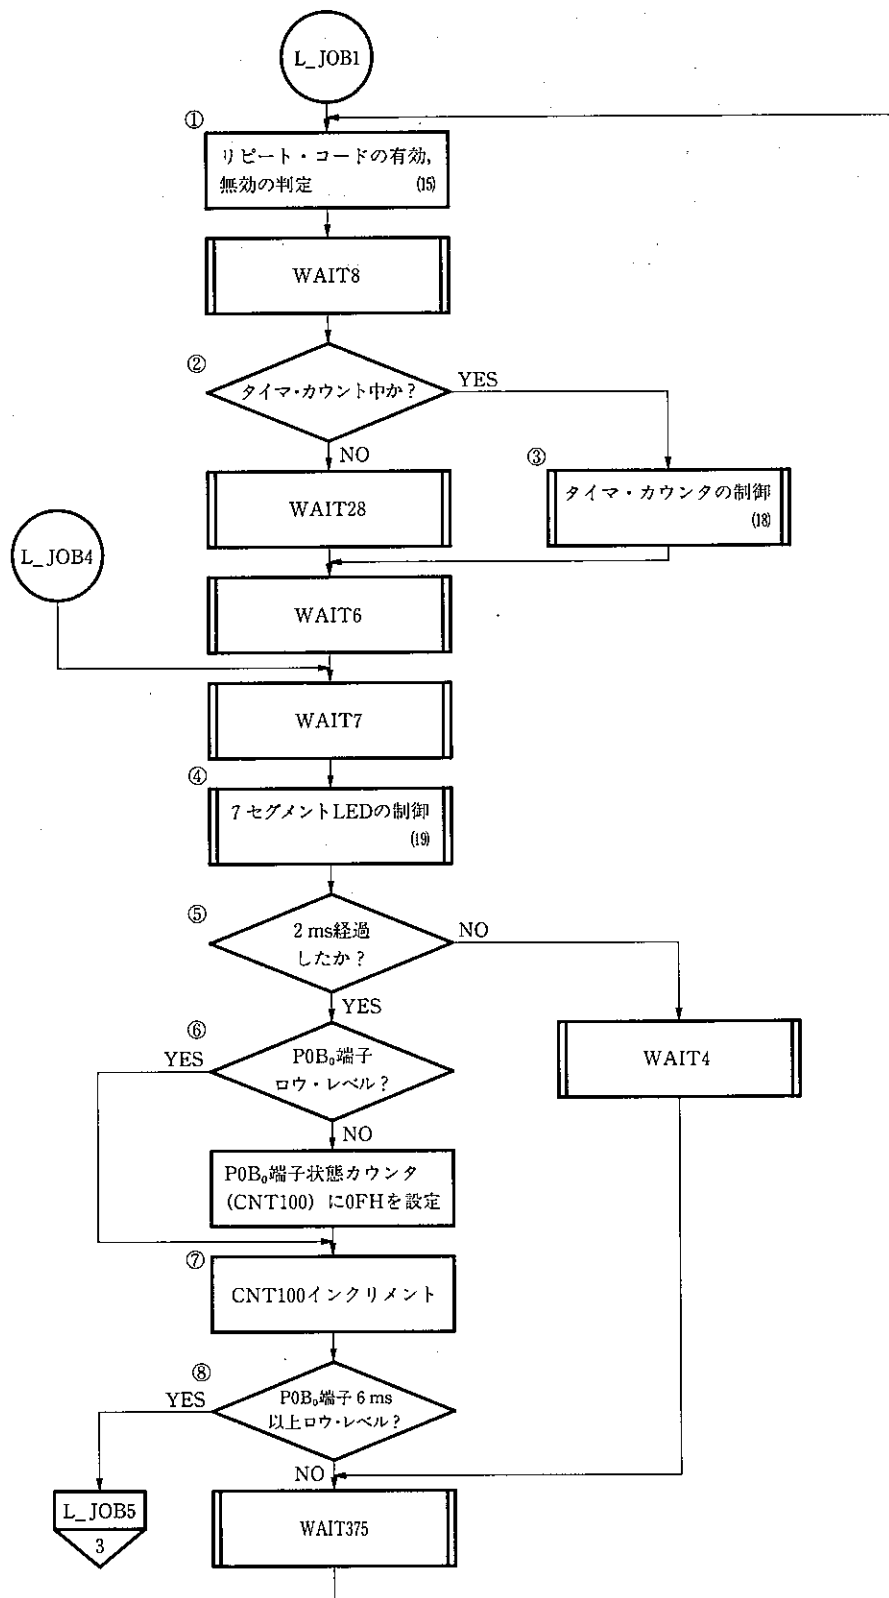 L_JOB1
①
リピート・コードの有効,
無効の判定 (15)
WAIT8
②
タイマ・カウント中か?
YES
NO
③
タイマ・カウンタの制御
(18)
WAIT28
L_JOB4
WAIT6
WAIT7
④
7セグメントLEDの制御
(19)
⑤
2 ms経過
したか?
NO
YES
WAIT4
⑥
YES
P0B₀端子
ロウ・レベル?
NO
P0B₀端子状態カウンタ
(CNT100) に0FHを設定
⑦
CNT100インクリメント
⑧
YES
P0B₀端子 6 ms
以上ロウ・レベル?
NO
L_JOB5
3
WAIT375